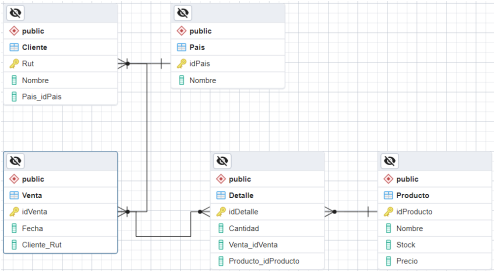 public
Cliente
Rut
Nombre
Pais_idPais
public
Pais
idPais
Nombre
public
Venta
idVenta
Fecha
Cliente_Rut
public
Detalle
idDetalle
Cantidad
Venta_idVenta
Producto_idProducto
public
Producto
idProducto
Nombre
Stock
Precio